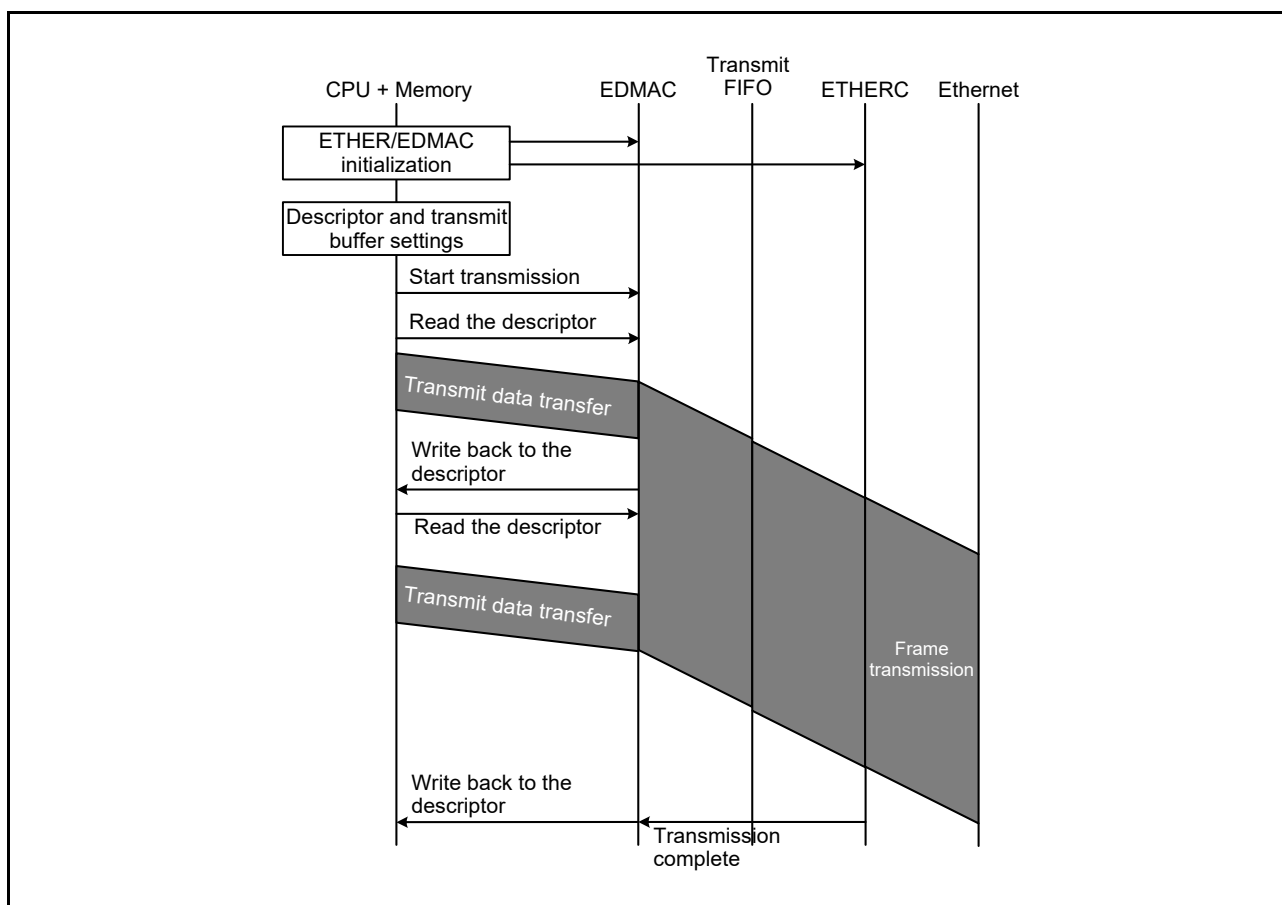 CPU + Memory
EDMAC
Transmit
FIFO
ETHERC
Ethernet
ETHER/EDMAC
initialization
Descriptor and transmit
buffer settings
Start transmission
Read the descriptor
Transmit data transfer
Write back to the
descriptor
Read the descriptor
Transmit data transfer
Frame
transmission
Write back to the
descriptor
Transmission
complete